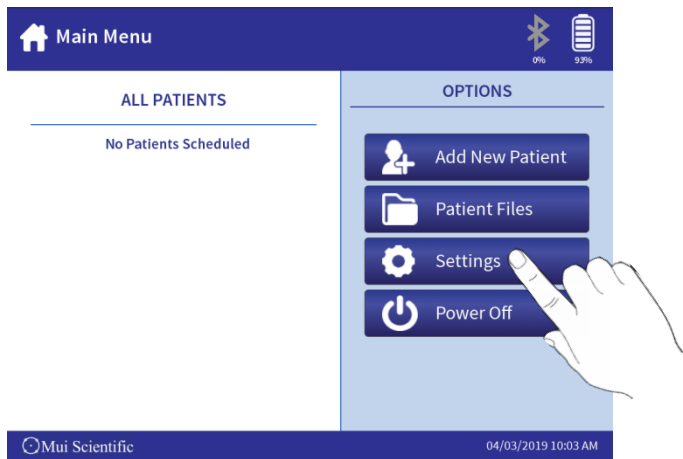 Main Menu
0%
93%
ALL PATIENTS
No Patients Scheduled
OPTIONS
Add New Patient
Patient Files
Settings
Power Off
Mui Scientific
04/03/2019 10:03 AM